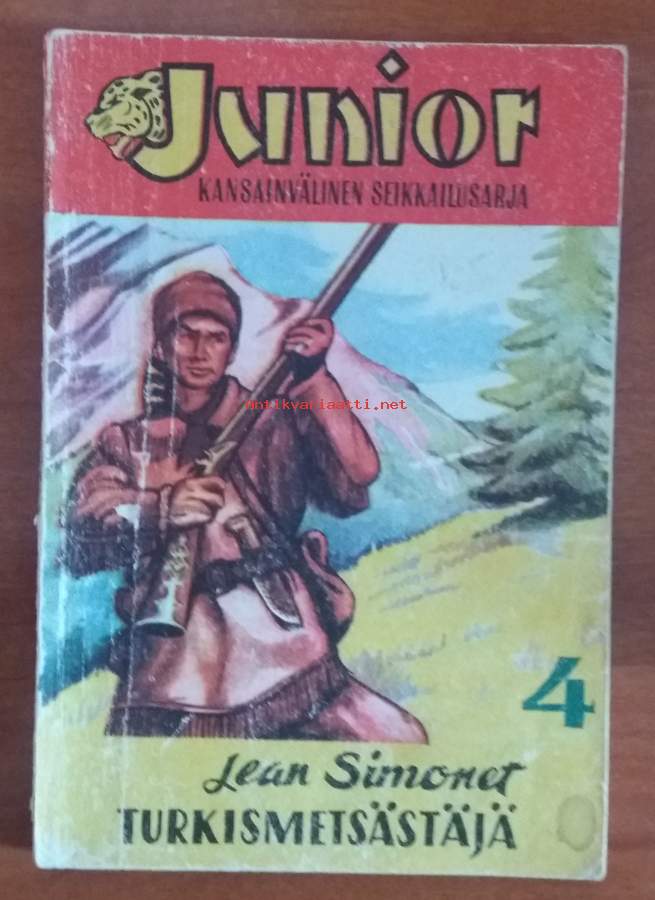 Junior
KANSAINVÄLINEN SEIKKAILUSARJA
antikvariaatti.net
4
Jean Simonet
TURKISMETSÄSTÄJÄ